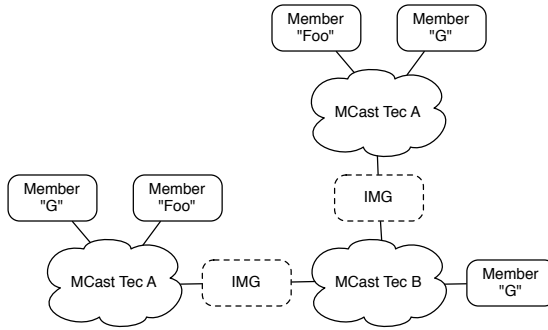 Member
"Foo"
Member
"G"
MCast Tec A
IMG
Member
"G"
Member
"Foo"
MCast Tec A
IMG
MCast Tec B
Member
"G"